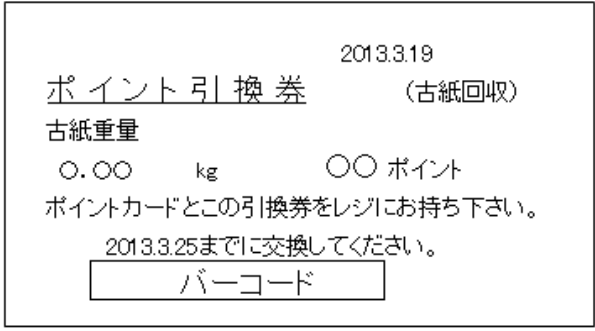 2013.3.19
ポイント引換券 (古紙回収)
古紙重量
○.○○ kg ○○ ポイント
ポイントカードとこの引換券をレジにお持ち下さい。
2013.3.25までに交換してください。
バーコード